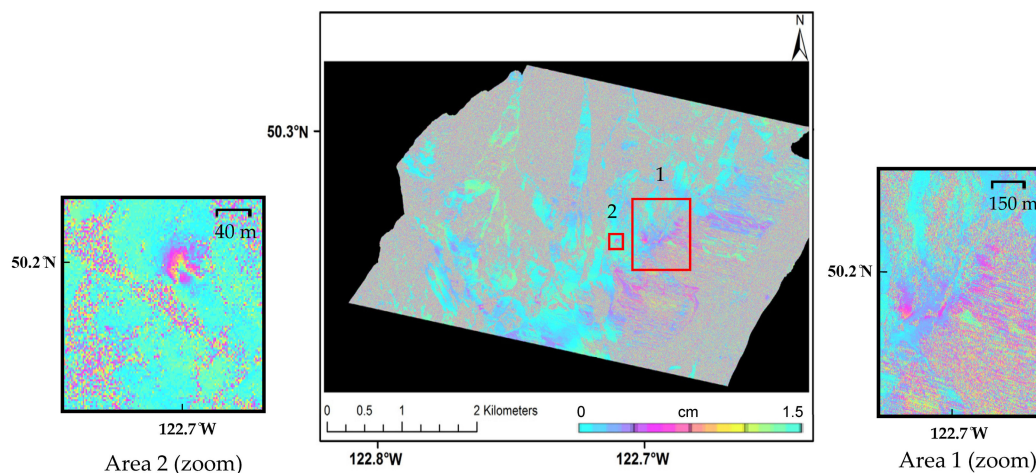 N
50.3°N
1
2
40 m
150 m
50.2°N
50.2°N
0 0.5 1 2 Kilometers
0 cm 1.5
122.7°W
122.8°W
122.7°W
122.7°W
Area 2 (zoom)
Area 1 (zoom)